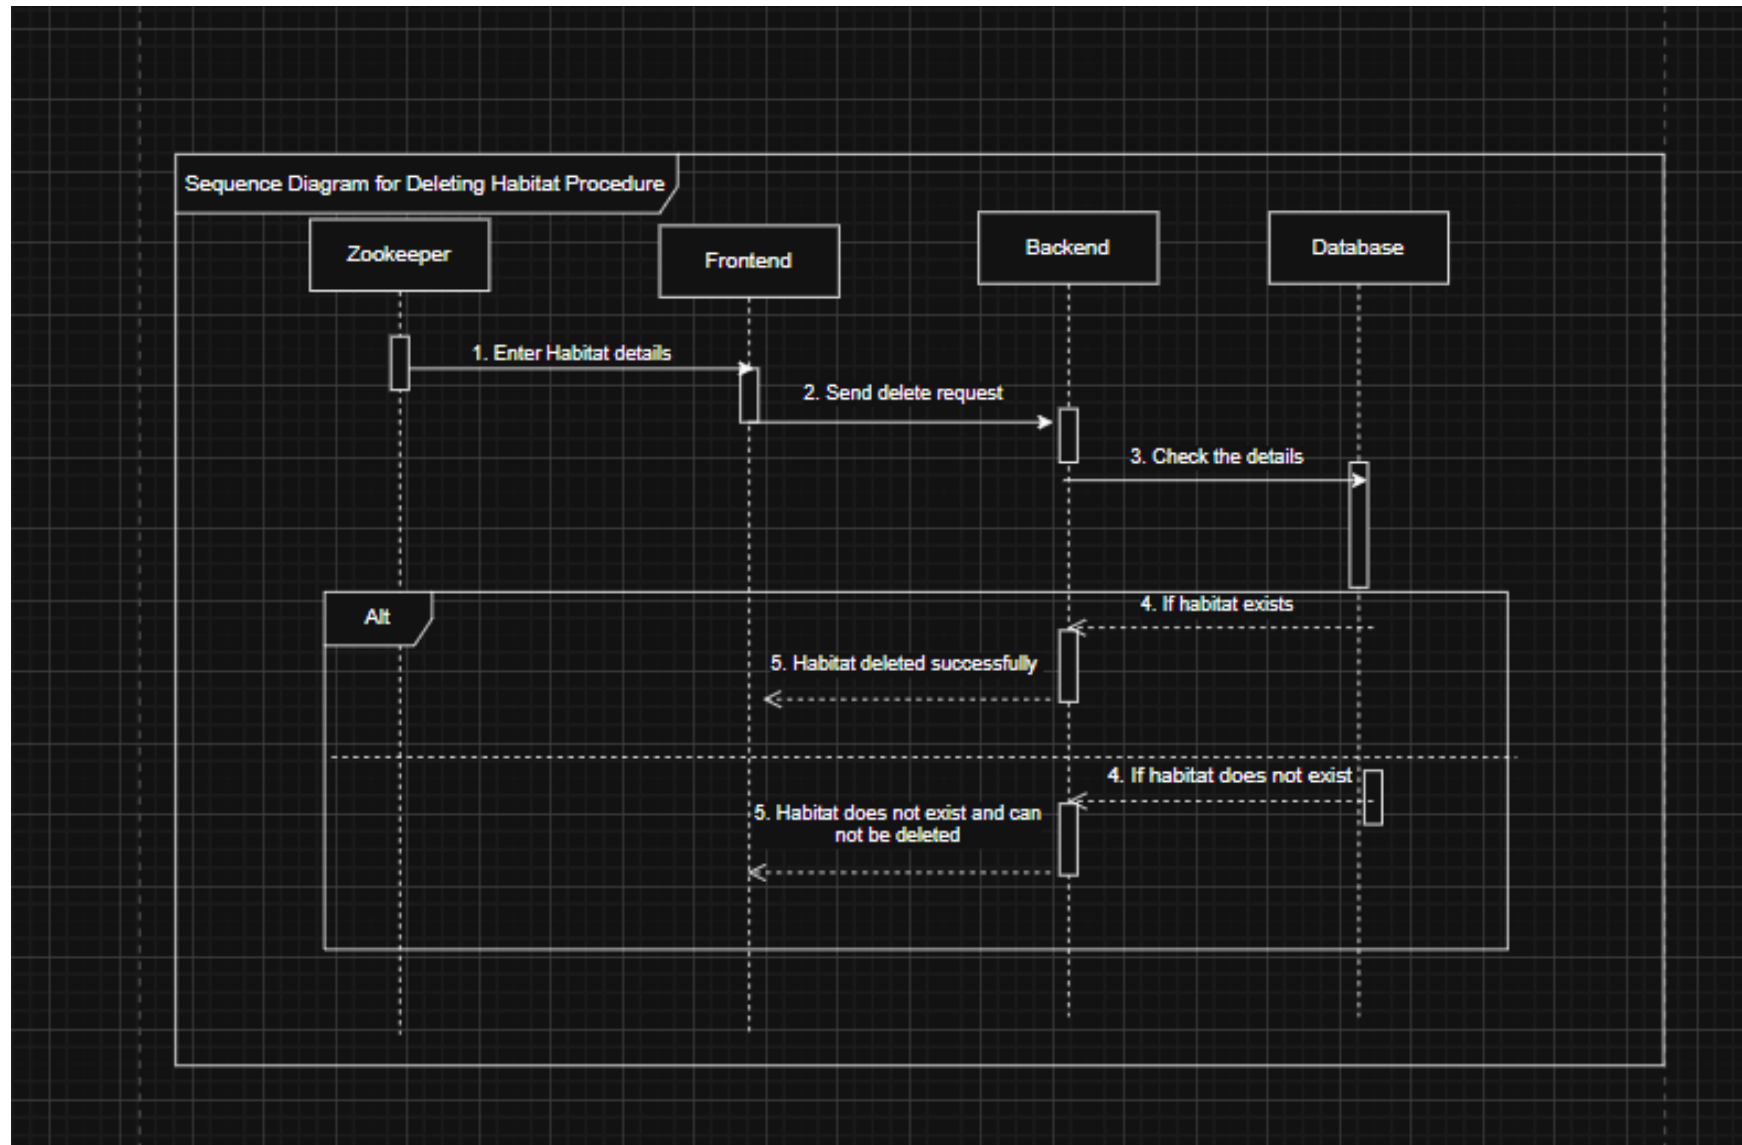 Sequence Diagram for Deleting Habitat Procedure
Zookeeper
Frontend
Backend
Database
1. Enter Habitat details
2. Send delete request
3. Check the details
Alt
4. If habitat exists
5. Habitat deleted successfully
4. If habitat does not exist
5. Habitat does not exist and can
not be deleted